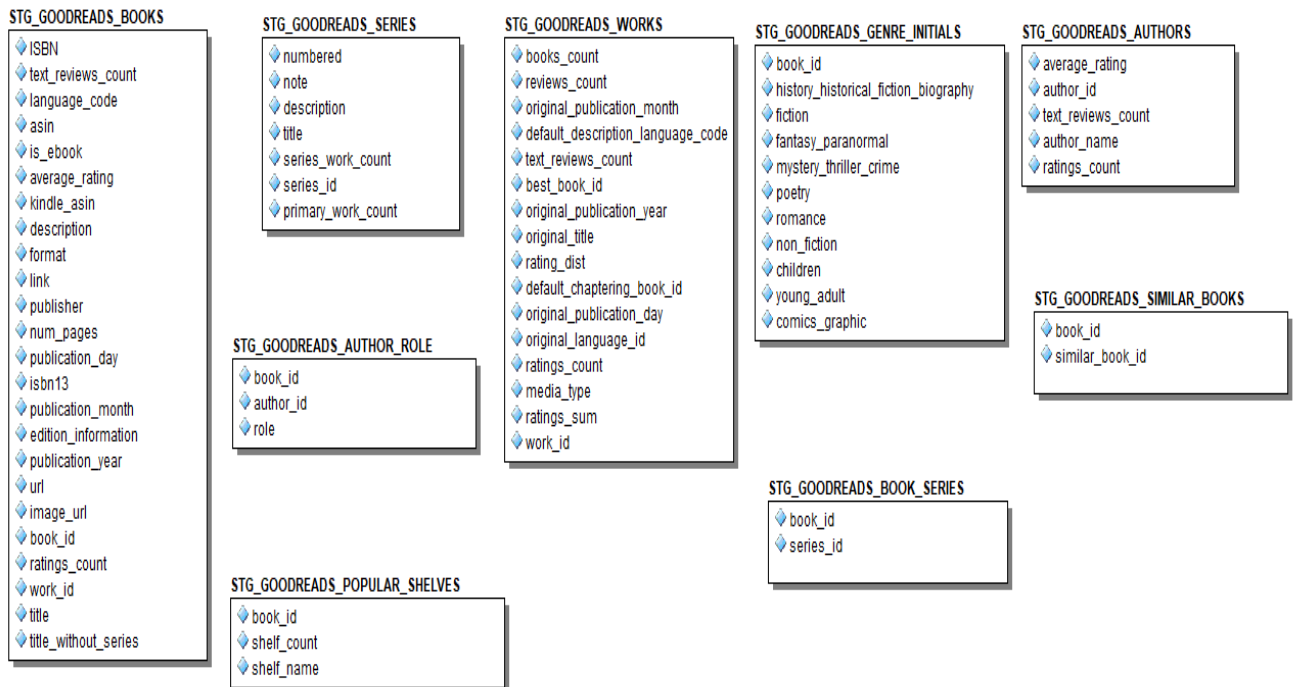 STG_GOODREADS_BOOKS
ISBN
text_reviews_count
language_code
asin
is_ebook
average_rating
kindle_asin
description
format
link
publisher
num_pages
publication_day
isbn13
publication_month
edition_information
publication_year
url
image_url
book_id
ratings_count
work_id
title
title_without_series
STG_GOODREADS_SERIES
numbered
note
description
title
series_work_count
series_id
primary_work_count
STG_GOODREADS_AUTHOR_ROLE
book_id
author_id
role
STG_GOODREADS_POPULAR_SHELVES
book_id
shelf_count
shelf_name
STG_GOODREADS_WORKS
books_count
reviews_count
original_publication_month
default_description_language_code
text_reviews_count
best_book_id
original_publication_year
original_title
rating_dist
default_chaptering_book_id
original_publication_day
original_language_id
ratings_count
media_type
ratings_sum
work_id
STG_GOODREADS_GENRE_INITIALS
book_id
history_historical_fiction_biography
fiction
fantasy_paranormal
mystery_thriller_crime
poetry
romance
non_fiction
children
young_adult
comics_graphic
STG_GOODREADS_BOOK_SERIES
book_id
series_id
STG_GOODREADS_AUTHORS
average_rating
author_id
text_reviews_count
author_name
ratings_count
STG_GOODREADS_SIMILAR_BOOKS
book_id
similar_book_id